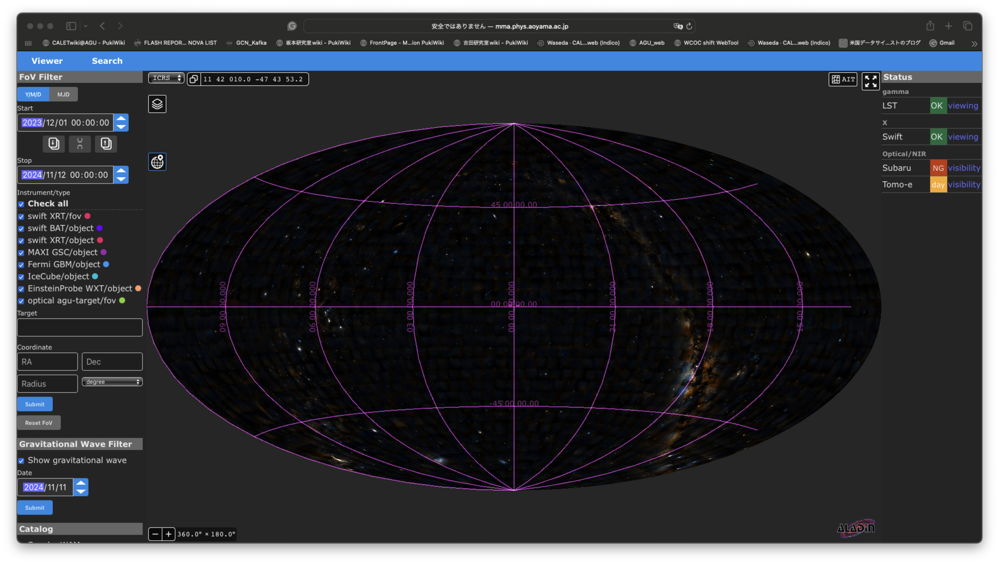 安全ではありません — mma.phys.aoyama.ac.jp
CALETwiki@AGU - PukiWiki FLASH REPOR... NOVA LIST GCN_Kafka 坂本研究室wiki - PukiWiki FrontPage - M...ion PukiWiki 吉田研究室wiki - PukiWiki Waseda · CAL...web (Indico) AGU_web WCOC shift WebTool Waseda · CAL...web (Indico) 米国データサイ...ストのブログ Gmail
Viewer Search
FoV Filter
Y/M/D MJD
Start
2023/12/01 00:00:00
Stop
2024/11/12 00:00:00
Instrument/type
Check all
swift XRT/fov
swift BAT/object
swift XRT/object
MAXI GSC/object
Fermi GBM/object
IceCube/object
EinsteinProbe WXT/object
optical agu-target/fov
Target
Coordinate
RA Dec
Radius degree
Submit
Reset FoV
Gravitational Wave Filter
Show gravitational wave
Date
2024/11/11
Submit
Catalog
ICRS 11 42 010.0 -47 43 53.2
AIT
45 00 00.00
09 00 00.000
06 00 00.000
03 00 00.000
00 00 00.000
00 00 00.00
21 00 00.000
18 00 00.000
15 00 00.000
-45 00 00.00
− + 360.0° × 180.0°
ALADIN
Status
gamma
LST OK viewing
X
Swift OK viewing
Optical/NIR
Subaru NG visibility
Tomo-e day visibility